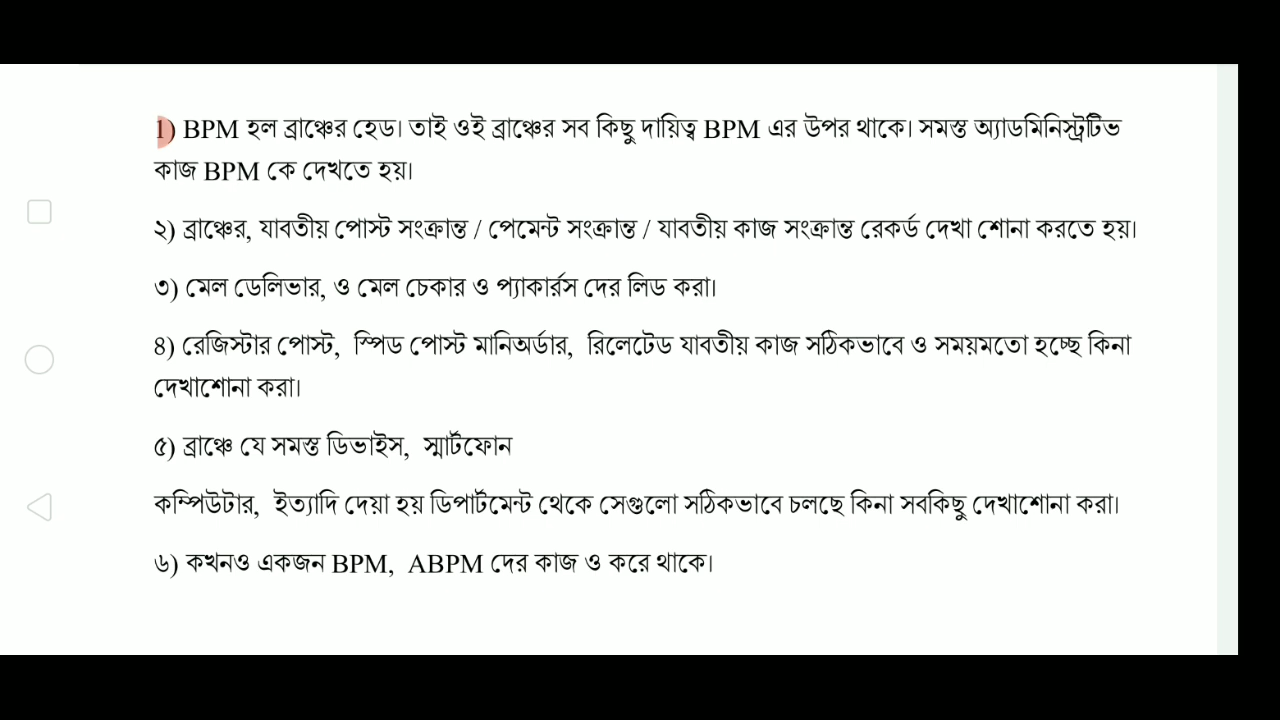 1) BPM হল ব্রাঞ্চের হেড। তাই ওই ব্রাঞ্চের সব কিছু দায়িত্ব BPM এর উপর থাকে। সমস্ত অ্যাডমিনিস্ট্রটিভ
কাজ BPM কে দেখতে হয়।
২) ব্রাঞ্চের, যাবতীয় পোস্ট সংক্রান্ত / পেমেন্ট সংক্রান্ত / যাবতীয় কাজ সংক্রান্ত রেকর্ড দেখা শোনা করতে হয়।
৩) মেল ডেলিভার, ও মেল চেকার ও প্যাকার্রস দের লিড করা।
৪) রেজিস্টার পোস্ট, স্পিড পোস্ট মানিঅর্ডার, রিলেটেড যাবতীয় কাজ সঠিকভাবে ও সময়মতো হচ্ছে কিনা
দেখাশোনা করা।
৫) ব্রাঞ্চে যে সমস্ত ডিভাইস, স্মার্টফোন
কম্পিউটার, ইত্যাদি দেয়া হয় ডিপার্টমেন্ট থেকে সেগুলো সঠিকভাবে চলছে কিনা সবকিছু দেখাশোনা করা।
৬) কখনও একজন BPM, ABPM দের কাজ ও করে থাকে।